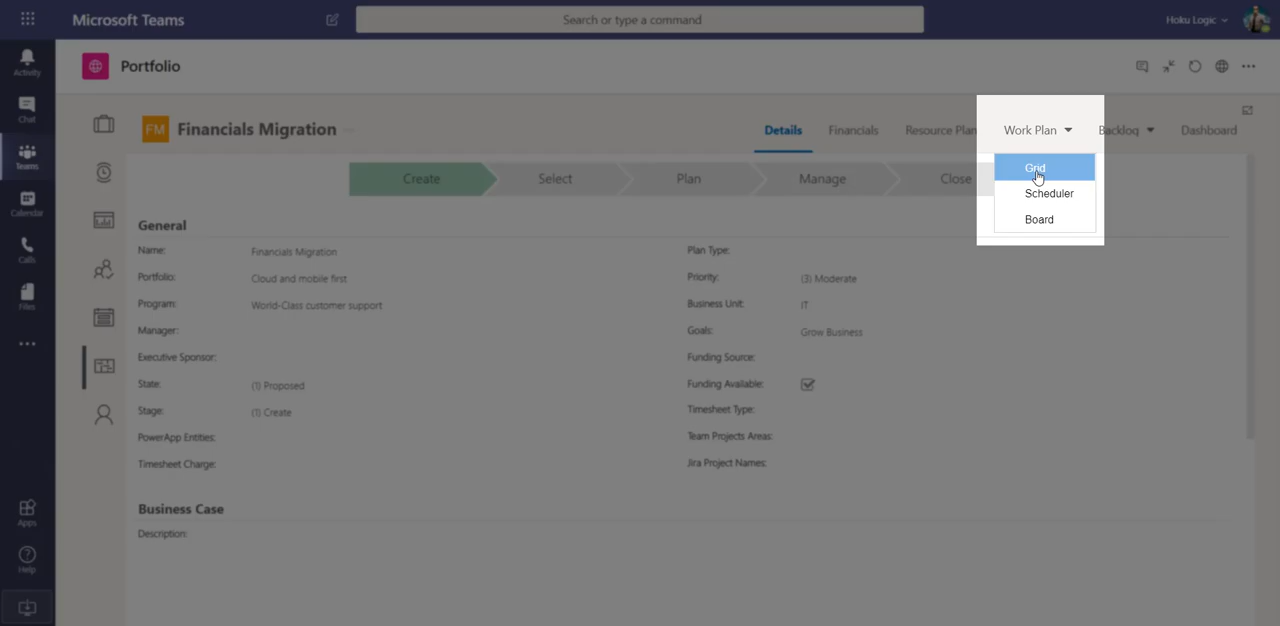 Microsoft Teams
Search or type a command
Hoku Logic
Activity
Chat
Teams
Calendar
Calls
Files
Apps
Help
Portfolio
FM Financials Migration
Details Financials Resource Plan Work Plan Backlog Dashboard
Grid
Scheduler
Board
Create Select Plan Manage Close
General
Name: Financials Migration
Portfolio: Cloud and mobile first
Program: World-Class customer support
Manager:
Executive Sponsor:
State: (1) Proposed
Stage: (1) Create
PowerApp Entities:
Timesheet Charge:
Plan Type:
Priority: (3) Moderate
Business Unit: IT
Goals: Grow Business
Funding Source:
Funding Available:
Timesheet Type:
Team Projects Areas:
Jira Project Names:
Business Case
Description: